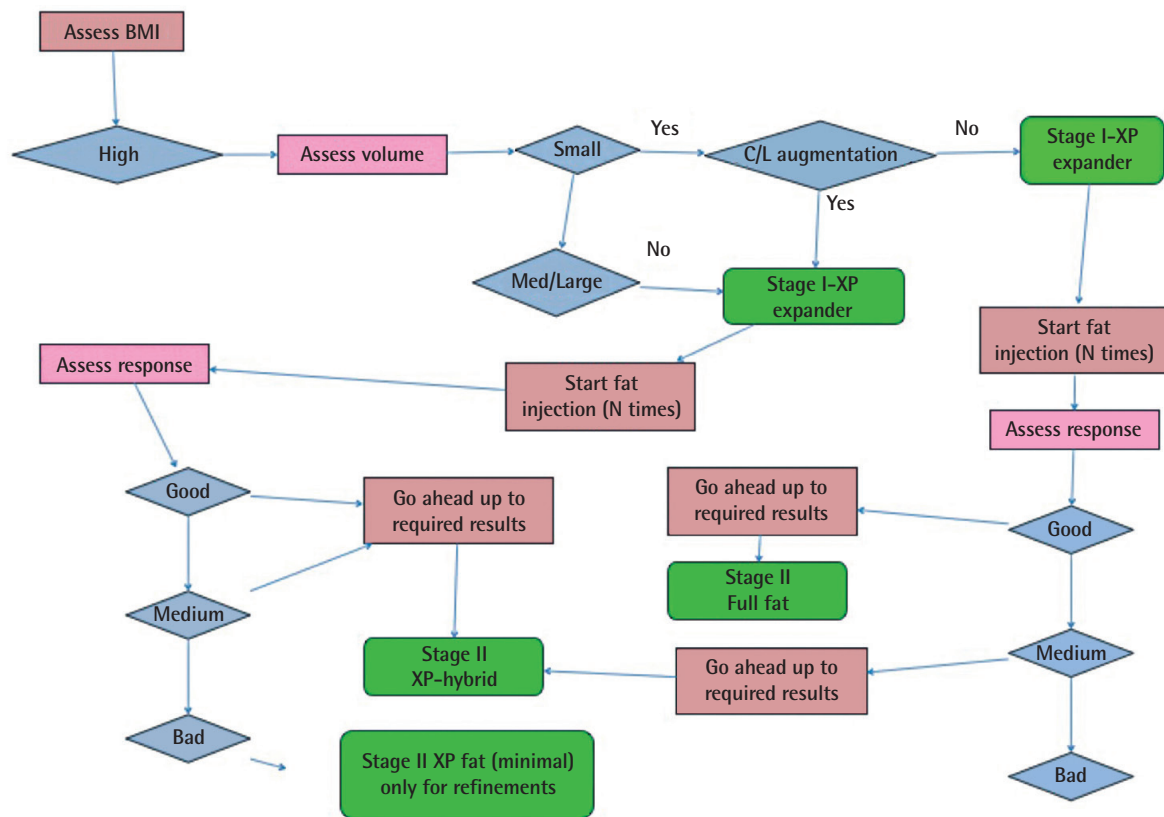 Assess BMI
High
Assess volume
Small
Yes
C/L augmentation
No
Stage I-XP
expander
Yes
Med/Large
No
Stage I-XP
expander
Start fat
injection (N times)
Assess response
Start fat
injection (N times)
Assess response
Good
Go ahead up to
required results
Go ahead up to
required results
Good
Stage II
Full fat
Medium
Stage II
XP-hybrid
Go ahead up to
required results
Medium
Bad
Stage II XP fat (minimal)
only for refinements
Bad